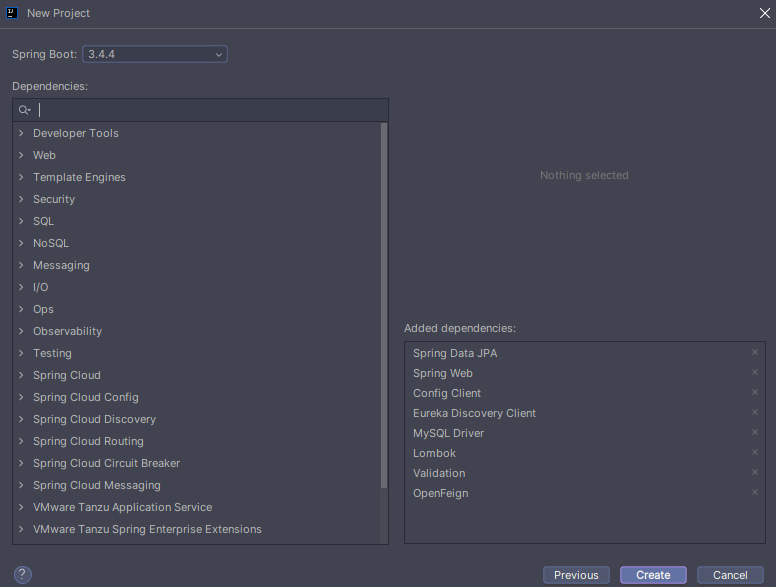 New Project
Spring Boot: 3.4.4
Dependencies:
Developer Tools
Web
Template Engines
Security
SQL
NoSQL
Messaging
I/O
Ops
Observability
Testing
Spring Cloud
Spring Cloud Config
Spring Cloud Discovery
Spring Cloud Routing
Spring Cloud Circuit Breaker
Spring Cloud Messaging
VMware Tanzu Application Service
VMware Tanzu Spring Enterprise Extensions
Nothing selected
Added dependencies:
Spring Data JPA
Spring Web
Config Client
Eureka Discovery Client
MySQL Driver
Lombok
Validation
OpenFeign
? Previous Create Cancel